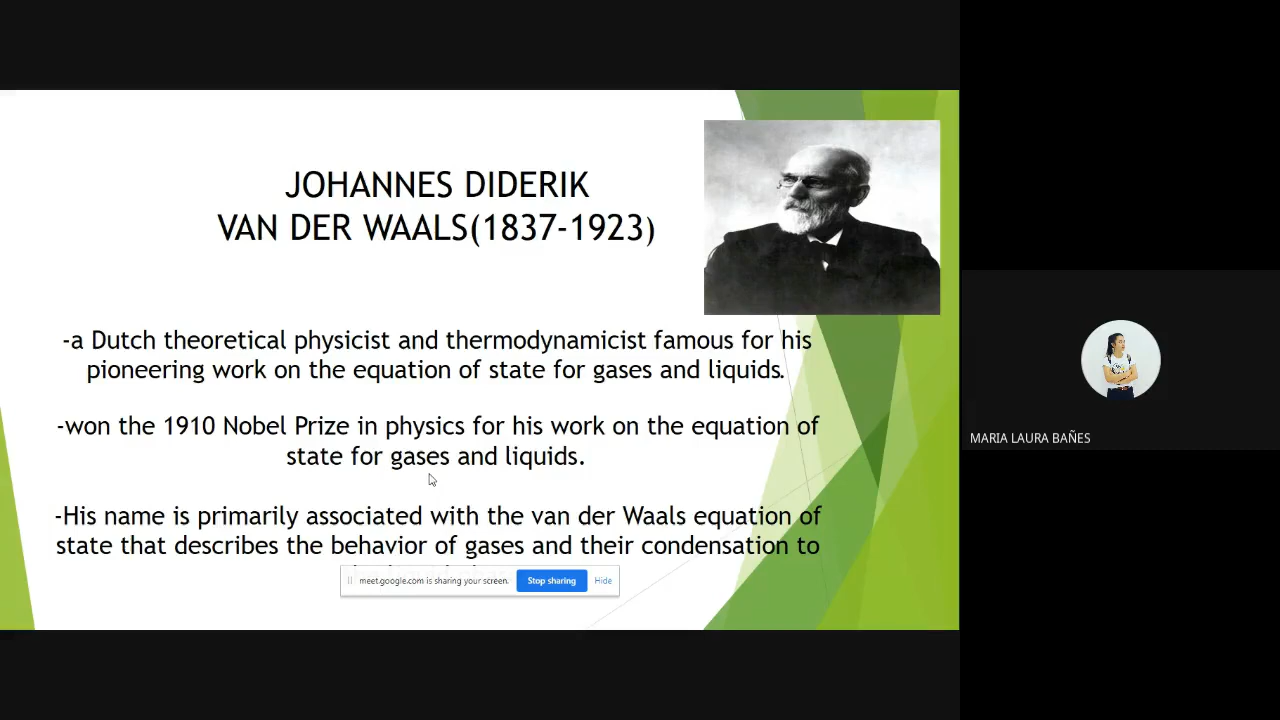 JOHANNES DIDERIK
VAN DER WAALS(1837-1923)
-a Dutch theoretical physicist and thermodynamicist famous for his
pioneering work on the equation of state for gases and liquids.
-won the 1910 Nobel Prize in physics for his work on the equation of
state for gases and liquids.
-His name is primarily associated with the van der Waals equation of
state that describes the behavior of gases and their condensation to
meet.google.com is sharing your screen.
Stop sharing
Hide
MARIA LAURA BAÑES